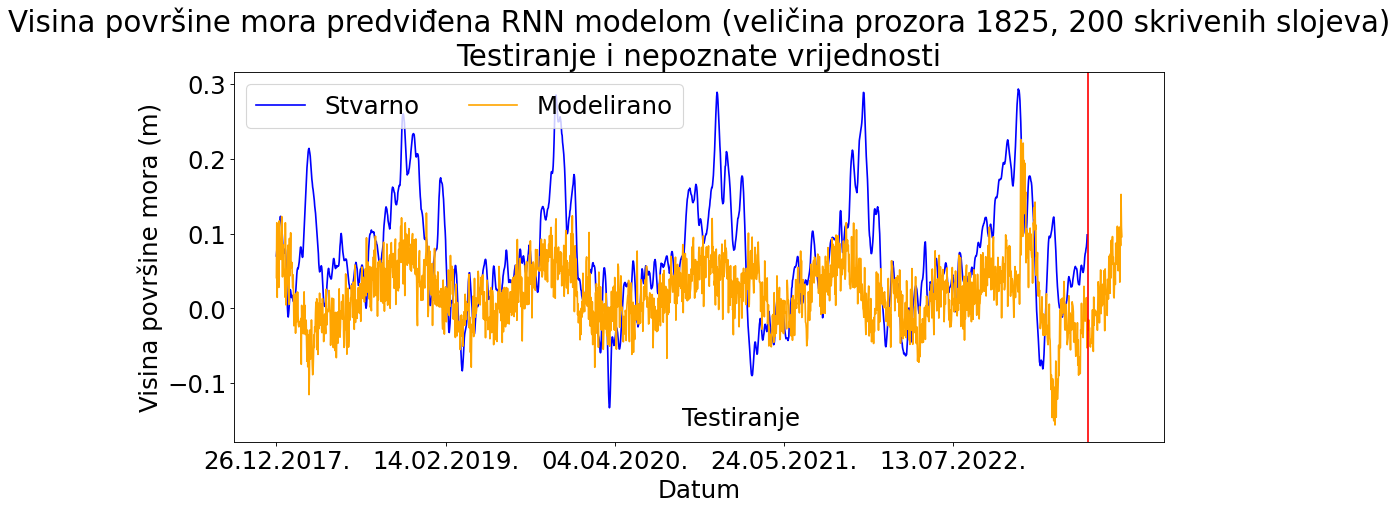 Visina površine mora predviđena RNN modelom (veličina prozora 1825, 200 skrivenih slojeva)
Testiranje i nepoznate vrijednosti
Stvarno
Modelirano
Visina površine mora (m)
0.3
0.2
0.1
0.0
−0.1
Testiranje
26.12.2017.
14.02.2019.
04.04.2020.
24.05.2021.
13.07.2022.
Datum